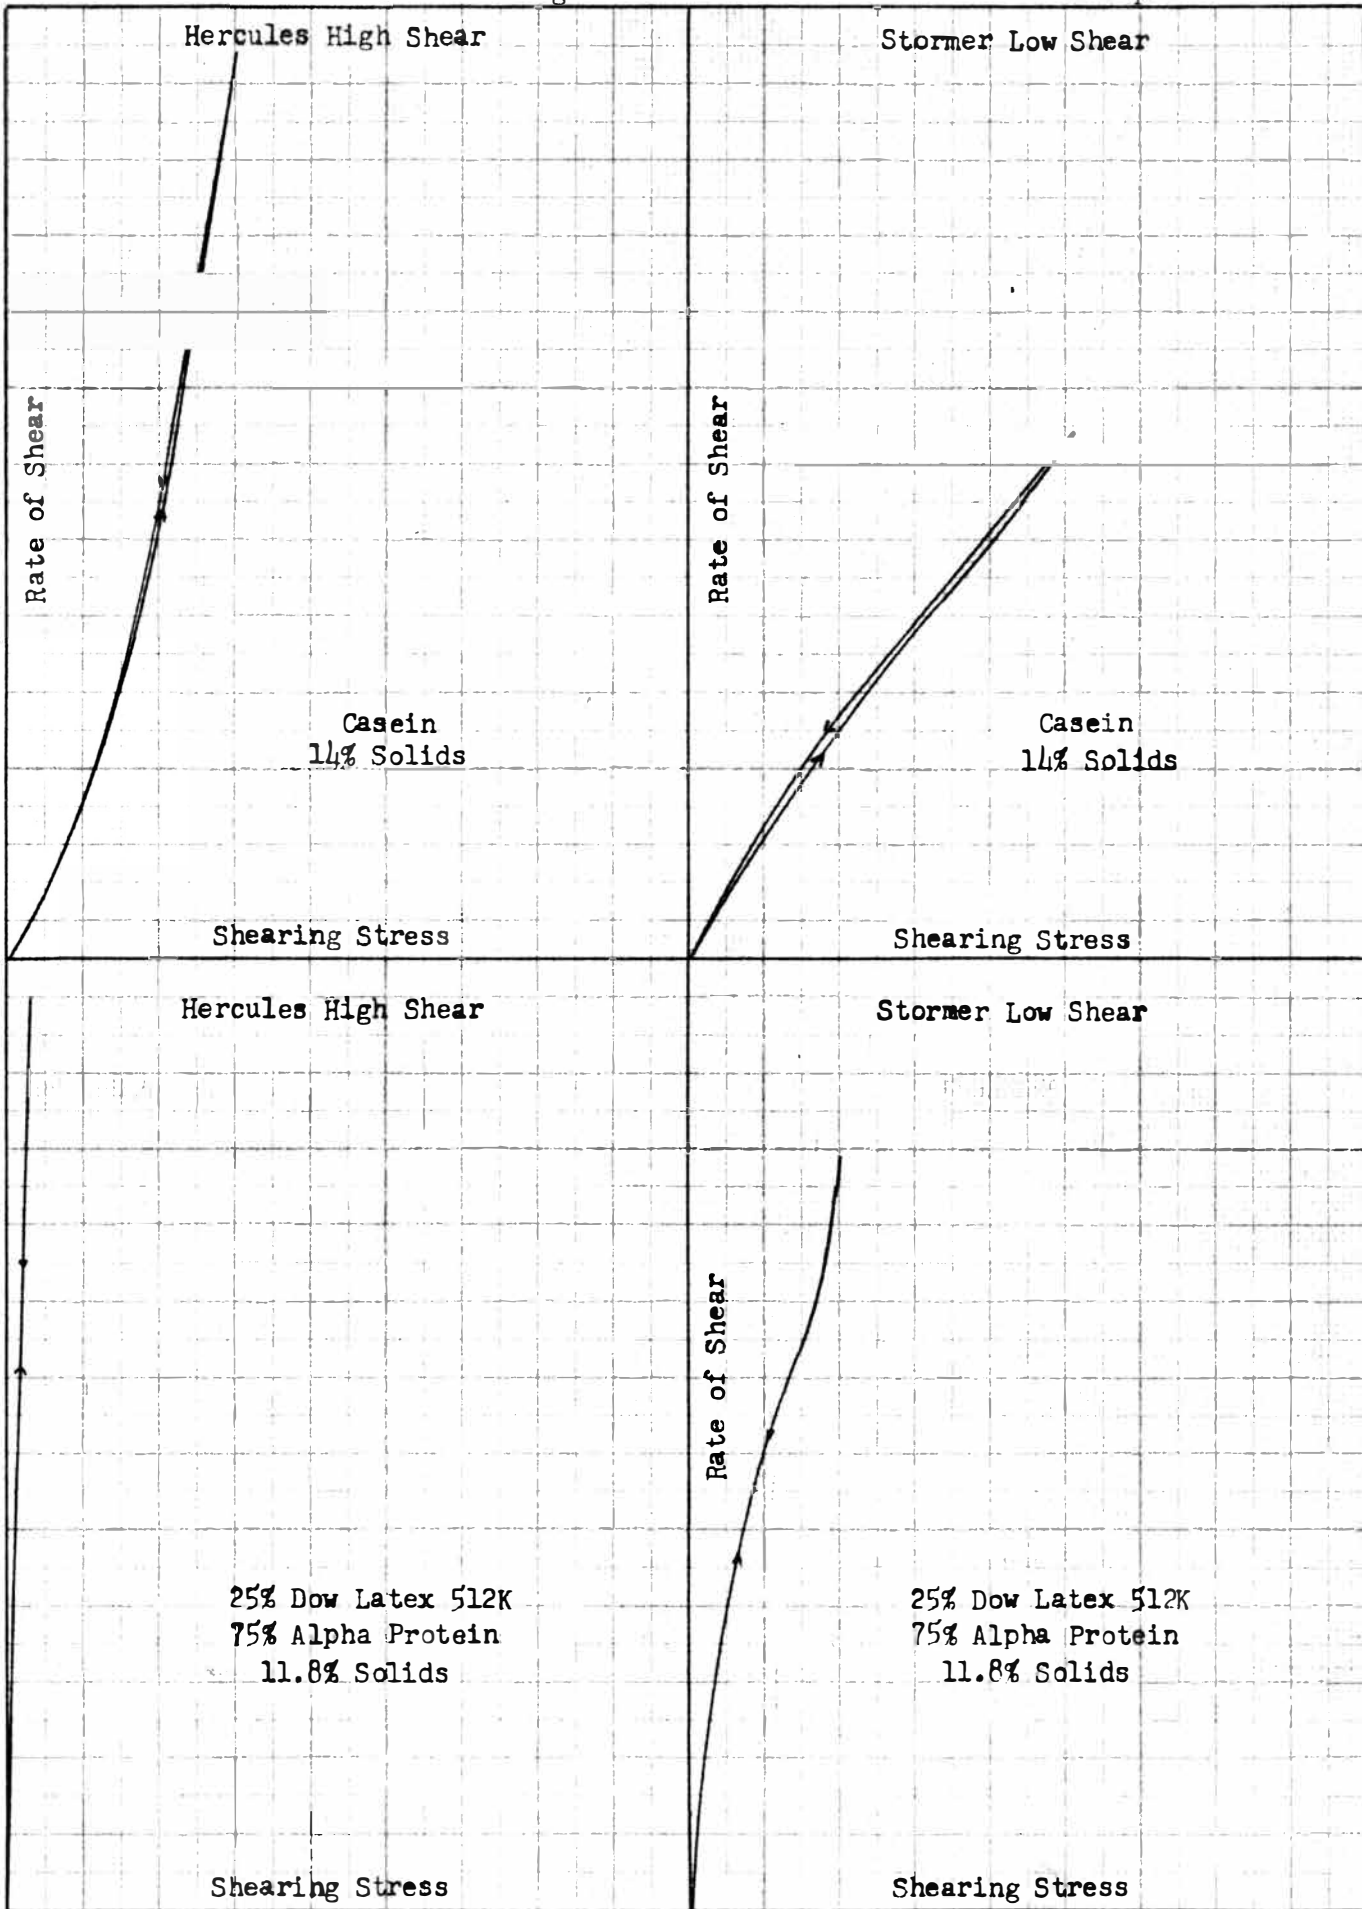 Hercules High Shear
Rate of Shear
Casein
14% Solids
Shearing Stress
Stormer Low Shear
Rate of Shear
Casein
14% Solids
Shearing Stress
Hercules High Shear
25% Dow Latex 512K
75% Alpha Protein
11.8% Solids
Shearing Stress
Stormer Low Shear
Rate of Shear
25% Dow Latex 512K
75% Alpha Protein
11.8% Solids
Shearing Stress